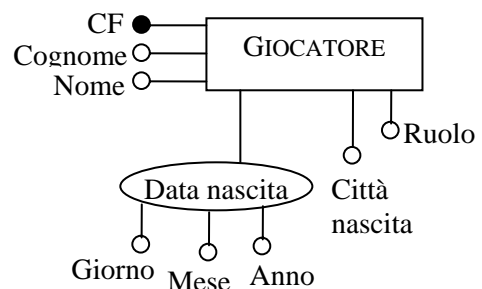 CF
GIOCATORE
Cognome
Nome
Ruolo
Data nascita
Città
nascita
Giorno
Mese
Anno